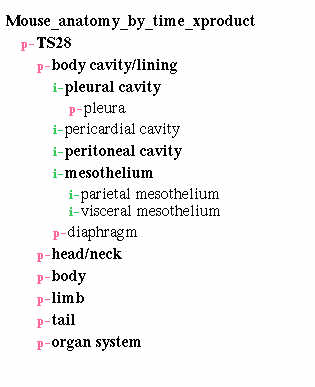 Mouse_anatomy_by_time_xproduct
p-TS28
p-body cavity/lining
i-pleural cavity
p-pleura
i-pericardial cavity
i-peritoneal cavity
i-mesothelium
i-parietal mesothelium
i-visceral mesothelium
p-diaphragm
p-head/neck
p-body
p-limb
p-tail
p-organ system